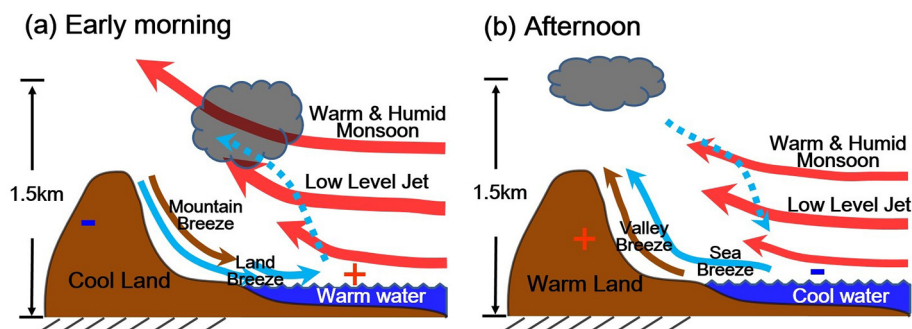 (a) Early morning
Warm & Humid
Monsoon
Low Level Jet
1.5km
Mountain
Breeze
-
Land
Breeze
+
Cool Land
Warm water
(b) Afternoon
Warm & Humid
Monsoon
1.5km
Low Level Jet
Valley
Breeze
+
Sea
Breeze
-
Warm Land
Cool water